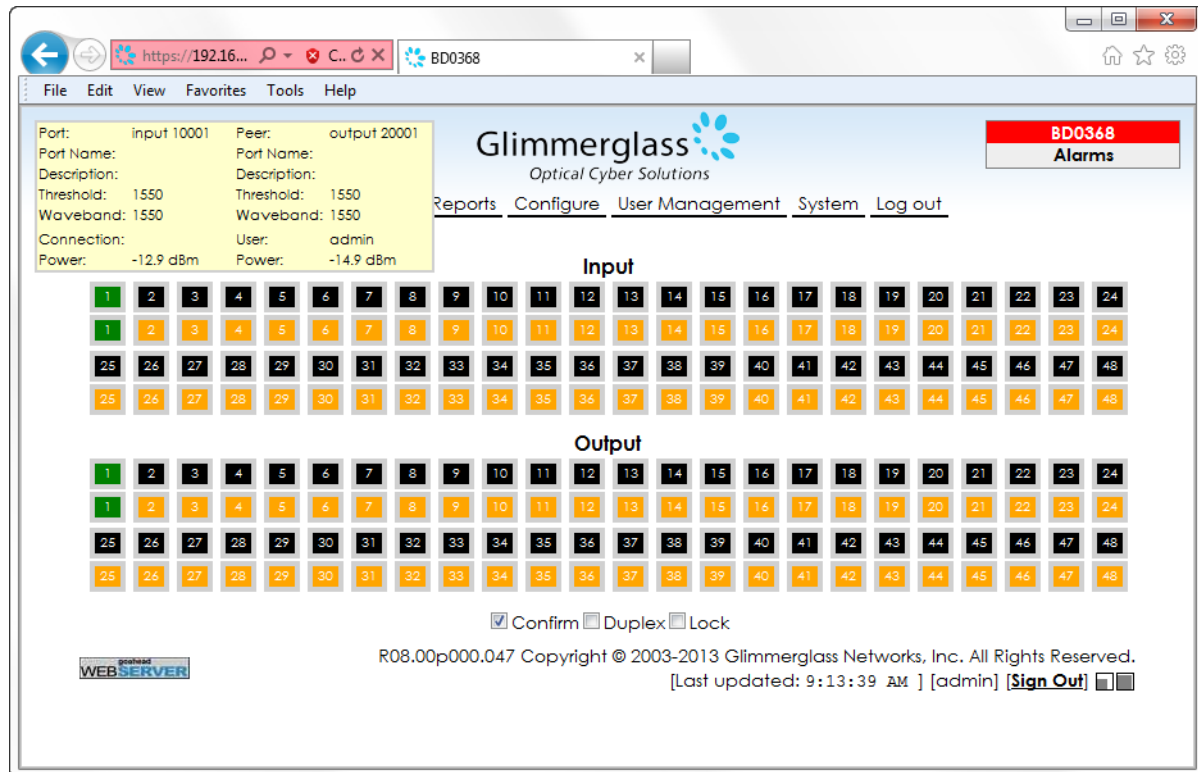 https://192.16... C.. BD0368
File Edit View Favorites Tools Help
Port: input 10001 Peer: output 20001
Port Name: Port Name:
Description: Description:
Threshold: 1550 Threshold: 1550
Waveband: 1550 Waveband: 1550
Connection: User: admin
Power: -12.9 dBm Power: -14.9 dBm
Glimmerglass
Optical Cyber Solutions
BD0368
Alarms
Reports Configure User Management System Log out
Input
1 2 3 4 5 6 7 8 9 10 11 12 13 14 15 16 17 18 19 20 21 22 23 24
1 2 3 4 5 6 7 8 9 10 11 12 13 14 15 16 17 18 19 20 21 22 23 24
25 26 27 28 29 30 31 32 33 34 35 36 37 38 39 40 41 42 43 44 45 46 47 48
25 26 27 28 29 30 31 32 33 34 35 36 37 38 39 40 41 42 43 44 45 46 47 48
Output
1 2 3 4 5 6 7 8 9 10 11 12 13 14 15 16 17 18 19 20 21 22 23 24
1 2 3 4 5 6 7 8 9 10 11 12 13 14 15 16 17 18 19 20 21 22 23 24
25 26 27 28 29 30 31 32 33 34 35 36 37 38 39 40 41 42 43 44 45 46 47 48
25 26 27 28 29 30 31 32 33 34 35 36 37 38 39 40 41 42 43 44 45 46 47 48
Confirm Duplex Lock
goahead
WEBSERVER
R08.00p000.047 Copyright © 2003-2013 Glimmerglass Networks, Inc. All Rights Reserved.
[Last updated: 9:13:39 AM ] [admin] [Sign Out]